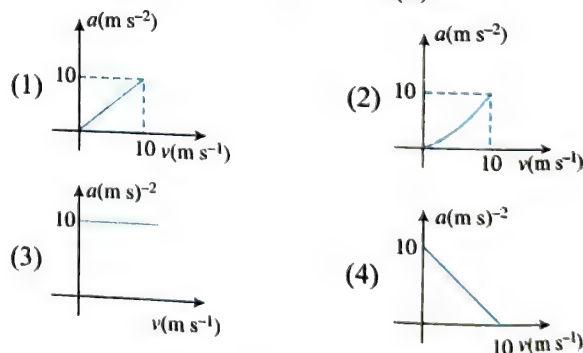 a(m s⁻²)
10
(1)
10 v(m s⁻¹)
a(m s⁻²)
10
(2)
10 v(m s⁻¹)
a(m s)⁻²
10
(3)
v(m s⁻¹)
a(m s)⁻²
10
(4)
10 v(m s⁻¹)